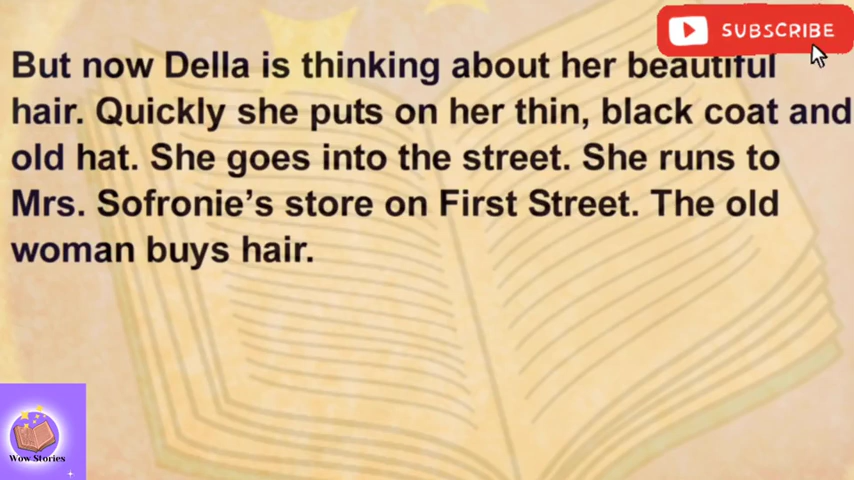 SUBSCRIBE
But now Della is thinking about her beautiful
hair. Quickly she puts on her thin, black coat and
old hat. She goes into the street. She runs to
Mrs. Sofronie’s store on First Street. The old
woman buys hair.
Wow Stories